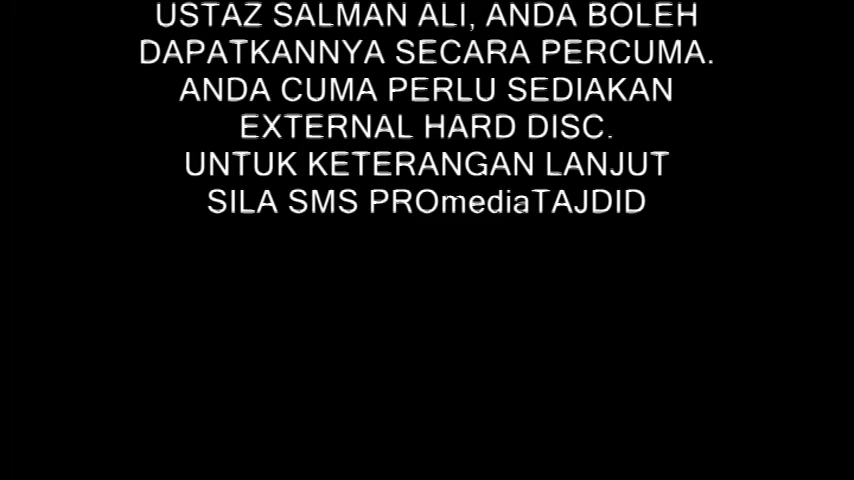 USTAZ SALMAN ALI, ANDA BOLEH
DAPATKANNYA SECARA PERCUMA.
ANDA CUMA PERLU SEDIAKAN
EXTERNAL HARD DISC.
UNTUK KETERANGAN LANJUT
SILA SMS PROmediaTAJDID